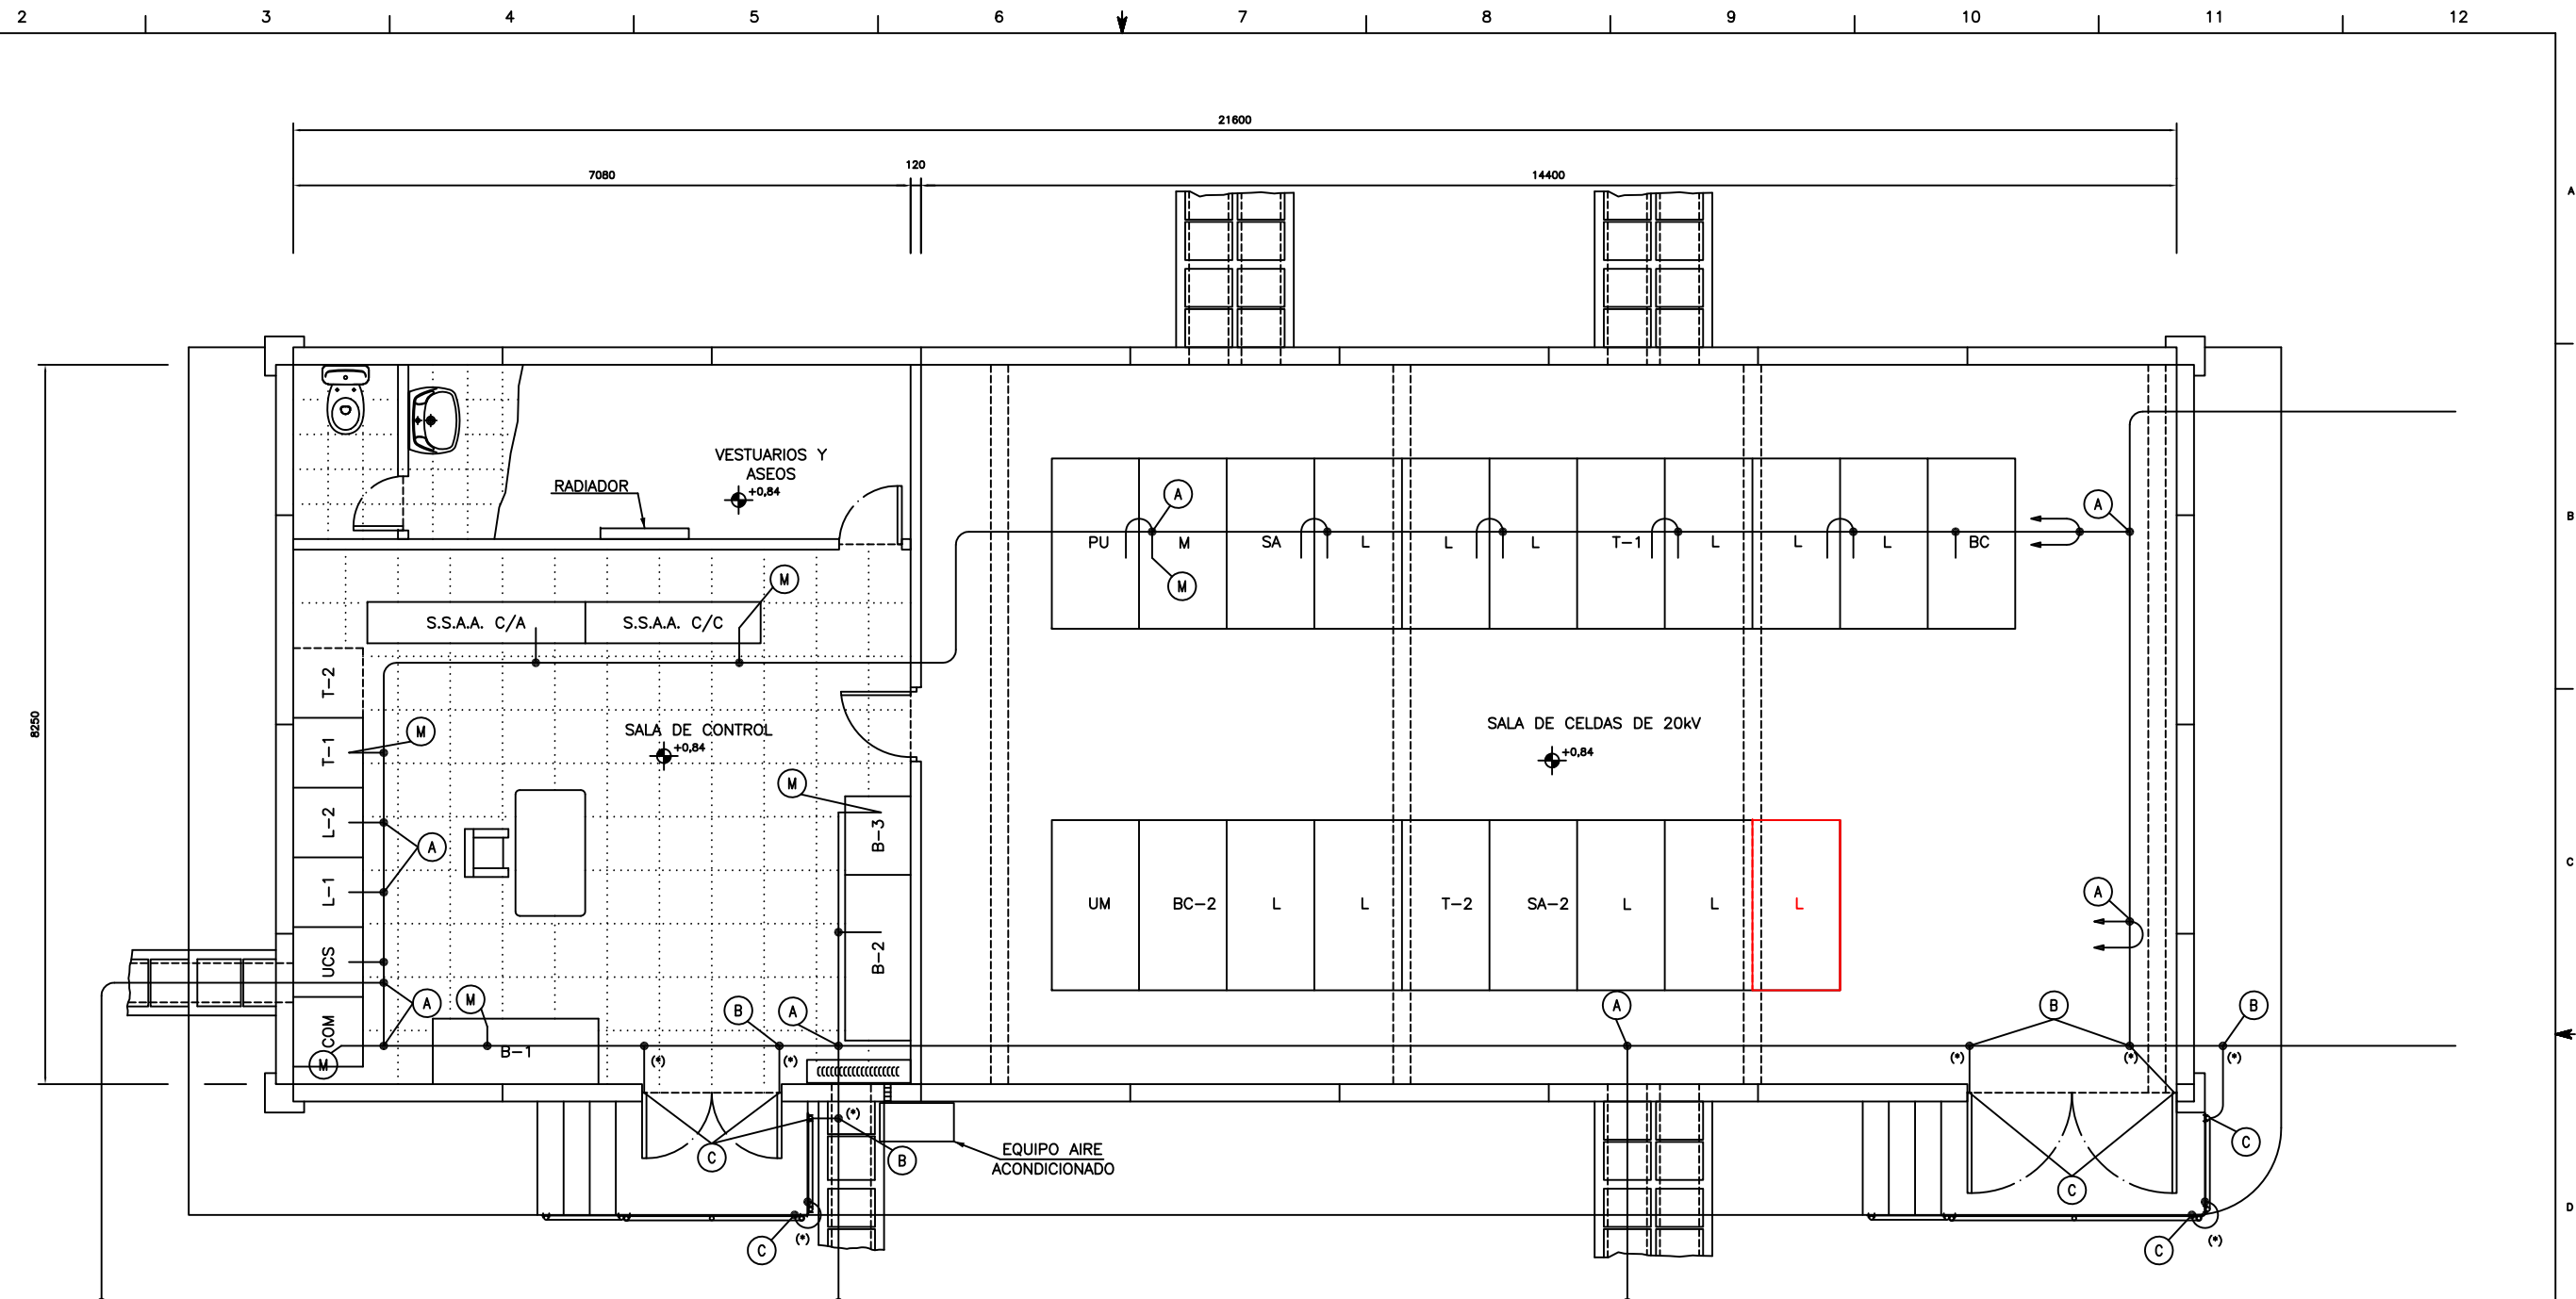 2 3 4 5 6 7 8 9 10 11 12
21600
7080
120
14400
A
VESTUARIOS Y
ASEOS
+0,84
RADIADOR
A
A
B
PU M SA L L L T-1 L L L BC
M
M
S.S.A.A. C/A
S.S.A.A. C/C
T-2
8250
M
T-1
SALA DE CONTROL
+0,84
SALA DE CELDAS DE 20kV
+0,84
M
L-2
A
B-3
C
L-1
A
UM BC-2 L L T-2 SA-2 L L L
B-2
UCS
A
M
B
A
A
B
B
COM
M
B-1
(*)
(*)
(*)
(*)
(*)
(*)
EQUIPO AIRE
ACONDICIONADO
C
B
C
C
D
C
(*)
C
(*)